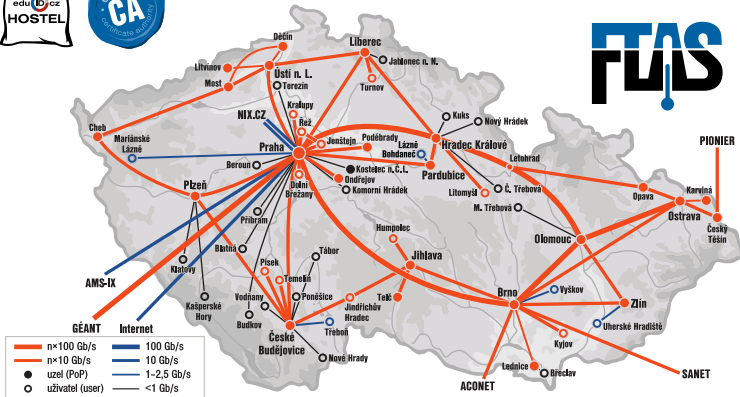 edu ID.cz
HOSTEL
CA
certificate authority
FTAS
Děčín
Litvínov
Most
Ústí n. L.
Terezín
Liberec
Jablonec n. N.
Turnov
Kralupy
Řež
NIX.CZ
Cheb
Mariánské
Lázně
Praha
Jenštejn
Poděbrady
Lázně
Bohdaneč
Kuks
Nový Hrádek
Hradec Králové
Letohrad
PIONIER
Beroun
Kostelec n.Č.L.
Ondřejov
Komorní Hrádek
Dolní
Břežany
Pardubice
Litomyšl
Č. Třebová
M. Třebová
Opava
Karviná
Ostrava
Český
Těšín
Plzeň
Příbram
Blatná
Klatovy
Písek
Temelín
Tábor
Humpolec
Jihlava
Olomouc
AMS-IX
Vodňany
Poněšice
Telč
Jindřichův
Hradec
Brno
Vyškov
Zlín
Kašperské
Hory
Budkov
České
Budějovice
Třeboň
Uherské Hradiště
Kyjov
GÉANT
Internet
Nové Hrady
Lednice
Břeclav
ACONET
SANET
n×100 Gb/s
100 Gb/s
n×10 Gb/s
10 Gb/s
uzel (PoP)
1–2,5 Gb/s
uživatel (user)
<1 Gb/s